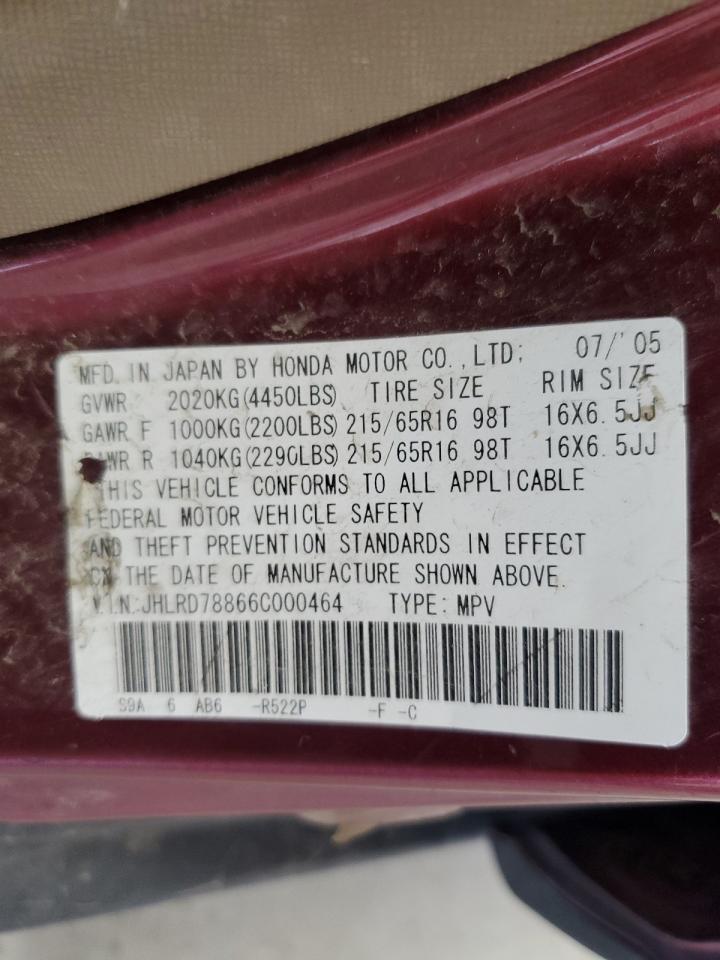 MFD. IN JAPAN BY HONDA MOTOR CO., LTD; 07/'05
GVWR 2020KG(4450LBS) TIRE SIZE RIM SIZE
GAWR F 1000KG(2200LBS) 215/65R16 98T 16X6.5JJ
GAWR R 1040KG(2290LBS) 215/65R16 98T 16X6.5JJ
THIS VEHICLE CONFORMS TO ALL APPLICABLE
FEDERAL MOTOR VEHICLE SAFETY
AND THEFT PREVENTION STANDARDS IN EFFECT
ON THE DATE OF MANUFACTURE SHOWN ABOVE.
V.I.N:JHLRD78866C000464 TYPE:MPV
S9A 6 AB6 -R522P -F -C